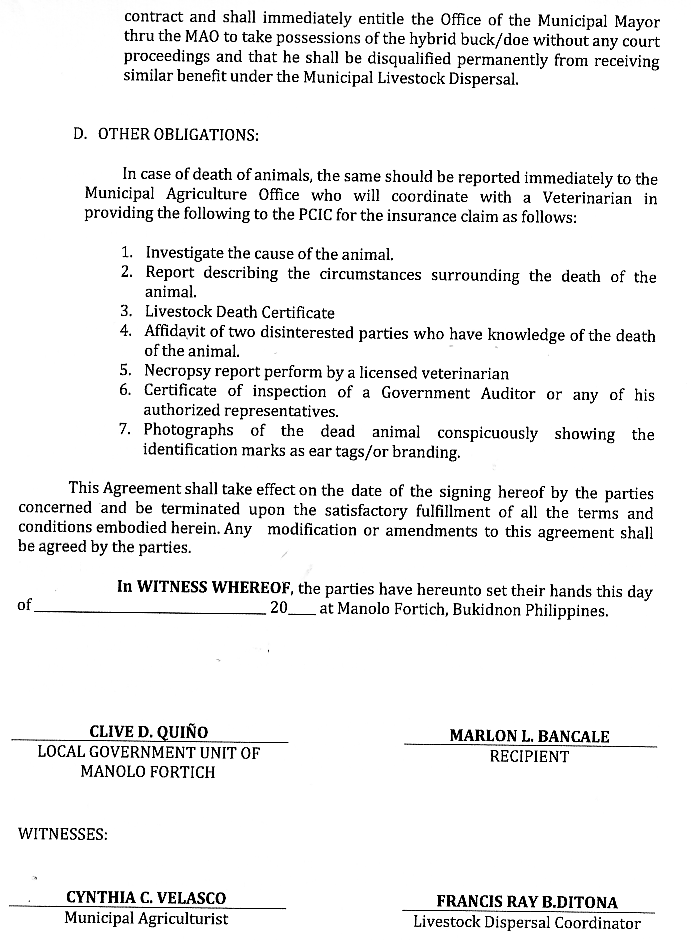 contract and shall immediately entitle the Office of the Municipal Mayor
thru the MAO to take possessions of the hybrid buck/doe without any court
proceedings and that he shall be disqualified permanently from receiving
similar benefit under the Municipal Livestock Dispersal.
D. OTHER OBLIGATIONS:
In case of death of animals, the same should be reported immediately to the
Municipal Agriculture Office who will coordinate with a Veterinarian in
providing the following to the PCIC for the insurance claim as follows:
1. Investigate the cause of the animal.
2. Report describing the circumstances surrounding the death of the
animal.
3. Livestock Death Certificate
4. Affidavit of two disinterested parties who have knowledge of the death
of the animal.
5. Necropsy report perform by a licensed veterinarian
6. Certificate of inspection of a Government Auditor or any of his
authorized representatives.
7. Photographs of the dead animal conspicuously showing the
identification marks as ear tags/or branding.
This Agreement shall take effect on the date of the signing hereof by the parties
concerned and be terminated upon the satisfactory fulfillment of all the terms and
conditions embodied herein. Any modification or amendments to this agreement shall
be agreed by the parties.
In WITNESS WHEREOF, the parties have hereunto set their hands this day
of __________________________ 20___ at Manolo Fortich, Bukidnon Philippines.
CLIVE D. QUIÑO
LOCAL GOVERNMENT UNIT OF
MANOLO FORTICH
MARLON L. BANCALE
RECIPIENT
WITNESSES:
CYNTHIA C. VELASCO
Municipal Agriculturist
FRANCIS RAY B.DITONA
Livestock Dispersal Coordinator